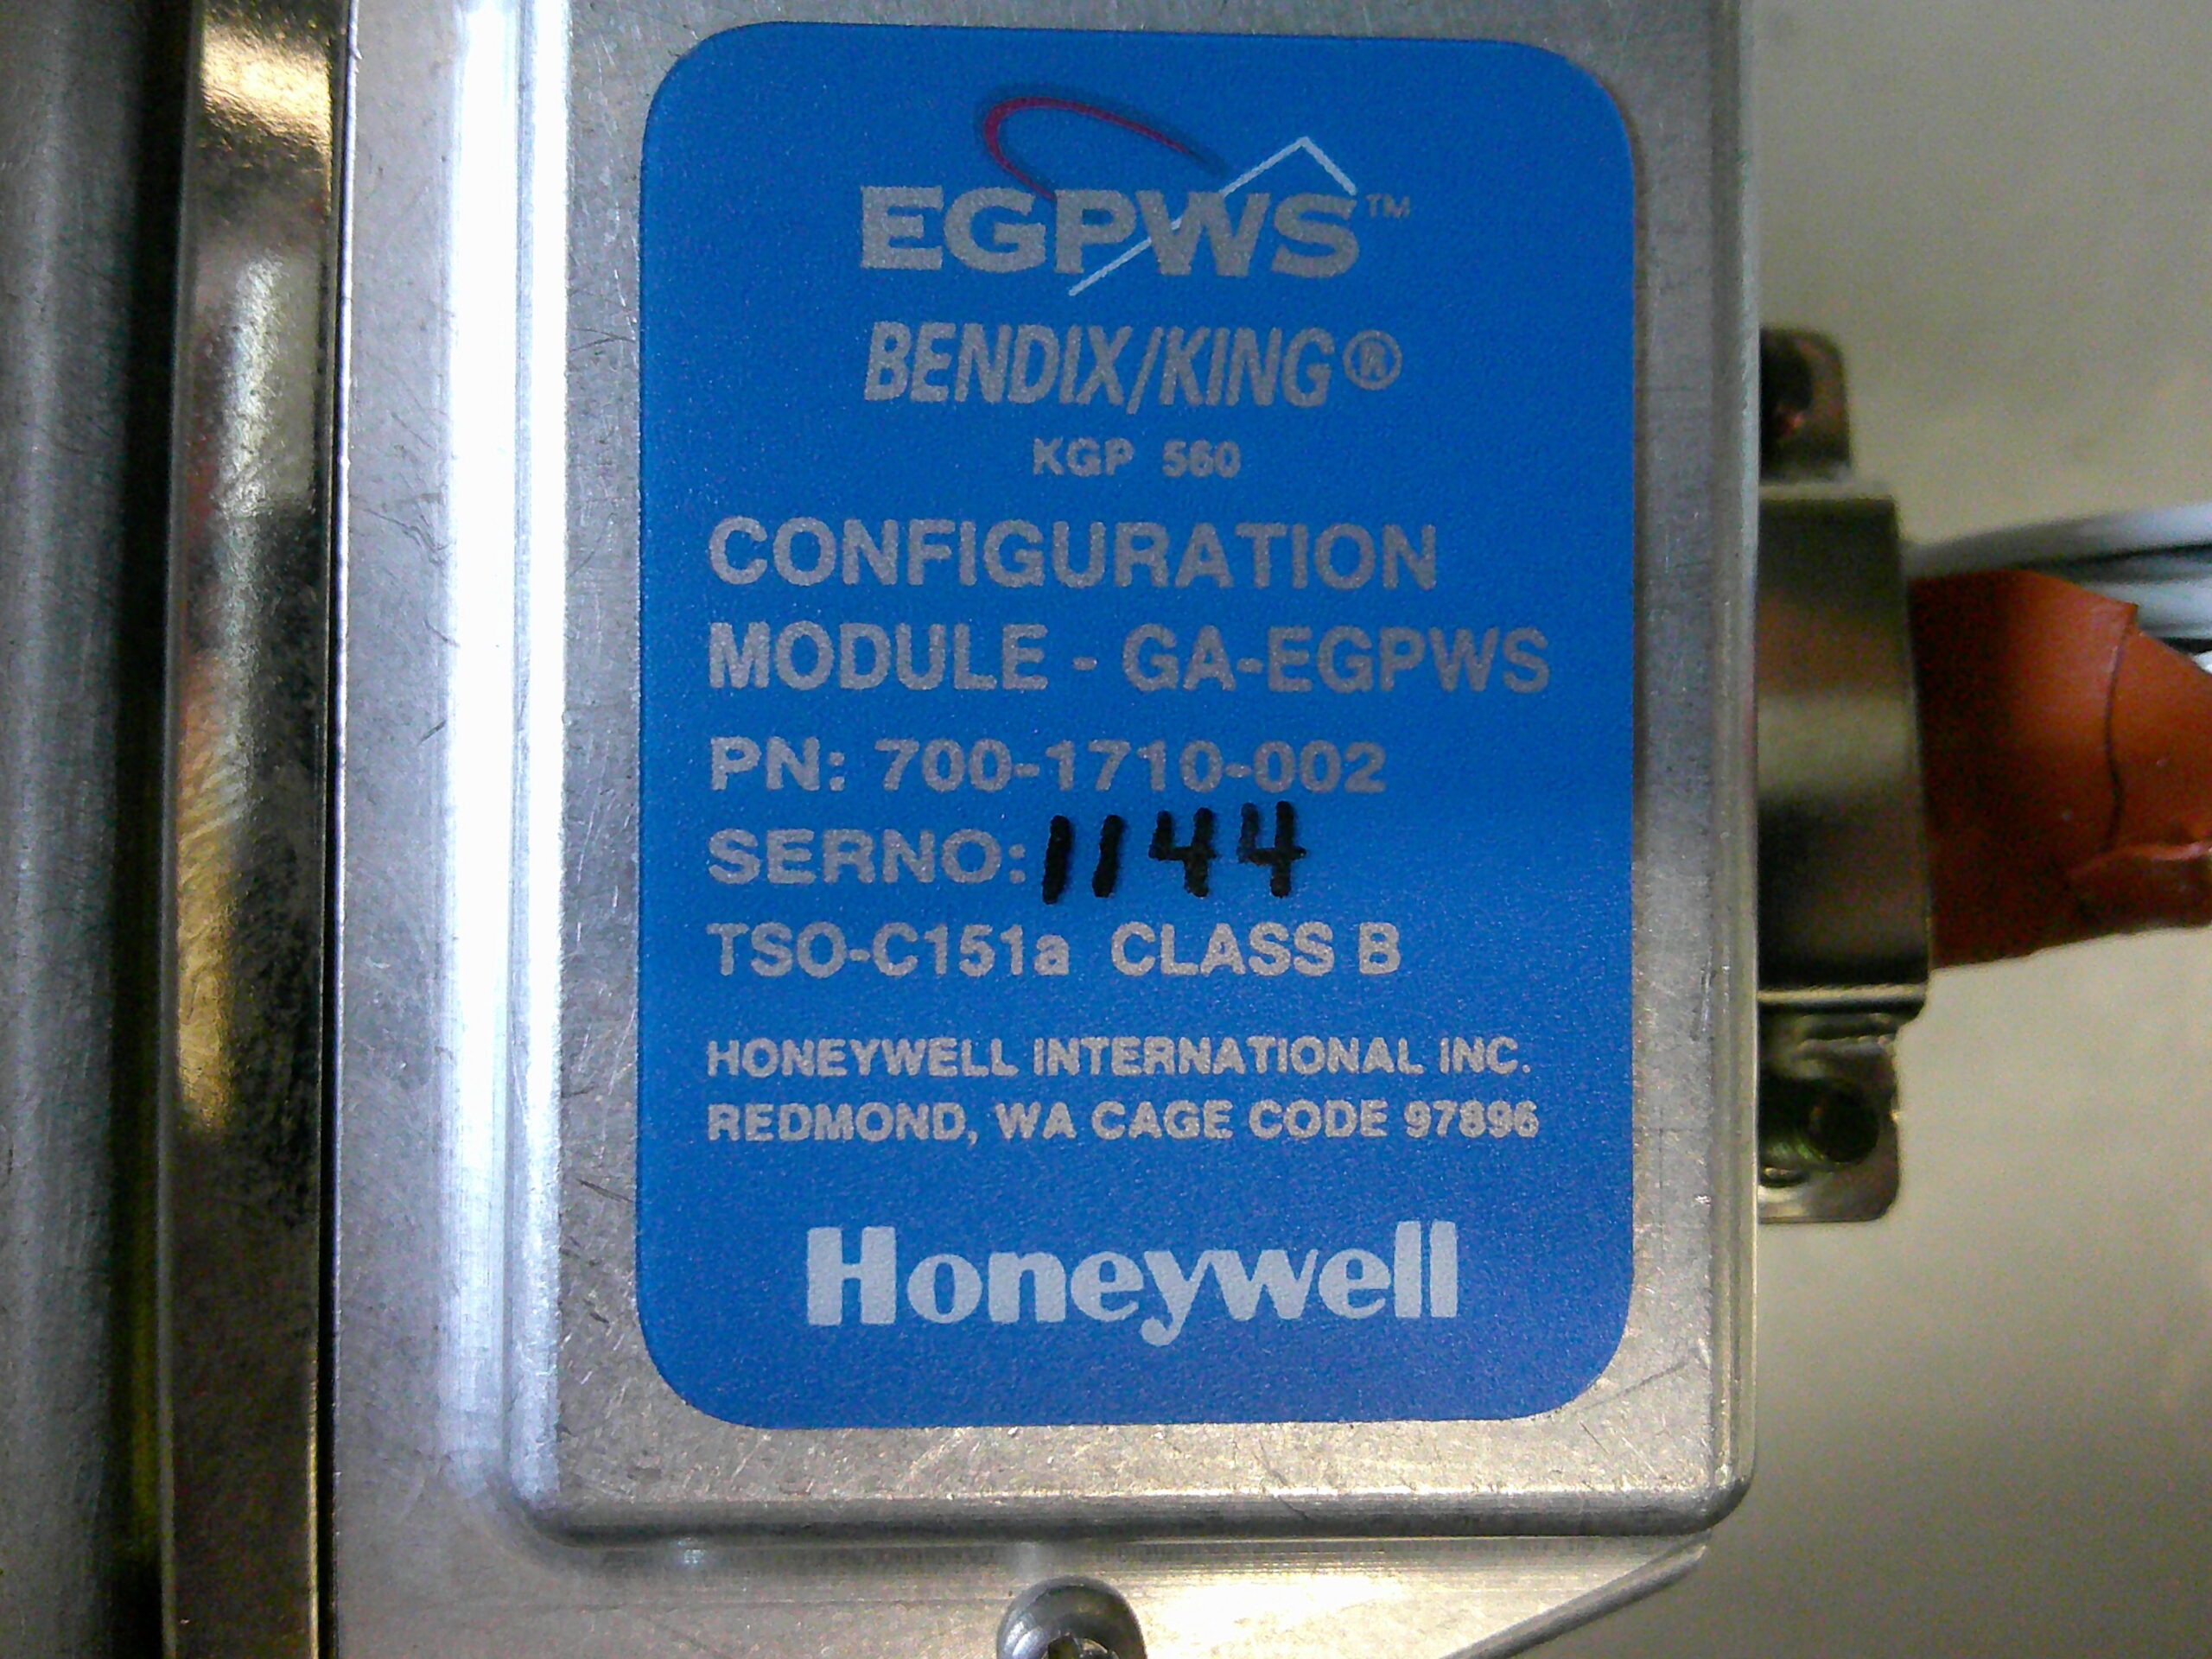 EGPWS™
BENDIX/KING®
KGP 560
CONFIGURATION
MODULE - GA-EGPWS
PN: 700-1710-002
SERNO: 1144
TSO-C151a CLASS B
HONEYWELL INTERNATIONAL INC.
REDMOND, WA CAGE CODE 97896
Honeywell